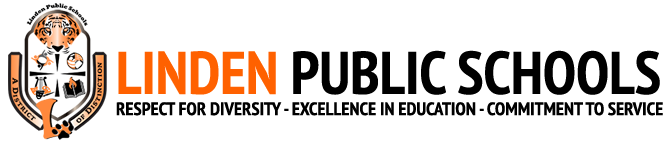 Linden Public Schools
A District
of Distinction
LINDEN PUBLIC SCHOOLS
RESPECT FOR DIVERSITY - EXCELLENCE IN EDUCATION - COMMITMENT TO SERVICE